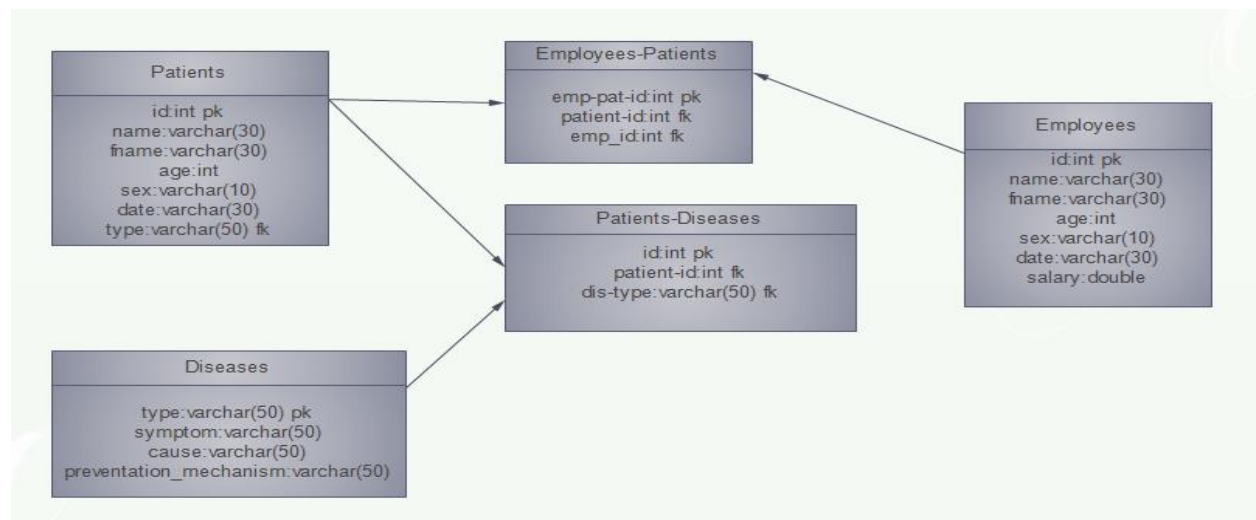 Patients
id:int pk
name:varchar(30)
fname:varchar(30)
age:int
sex:varchar(10)
date:varchar(30)
type:varchar(50) fk
Employees-Patients
emp-pat-id:int pk
patient-id:int fk
emp_id:int fk
Employees
id:int pk
name:varchar(30)
fname:varchar(30)
age:int
sex:varchar(10)
date:varchar(30)
salary:double
Patients-Diseases
id:int pk
patient-id:int fk
dis-type:varchar(50) fk
Diseases
type:varchar(50) pk
symptom:varchar(50)
cause:varchar(50)
preventation_mechanism:varchar(50)